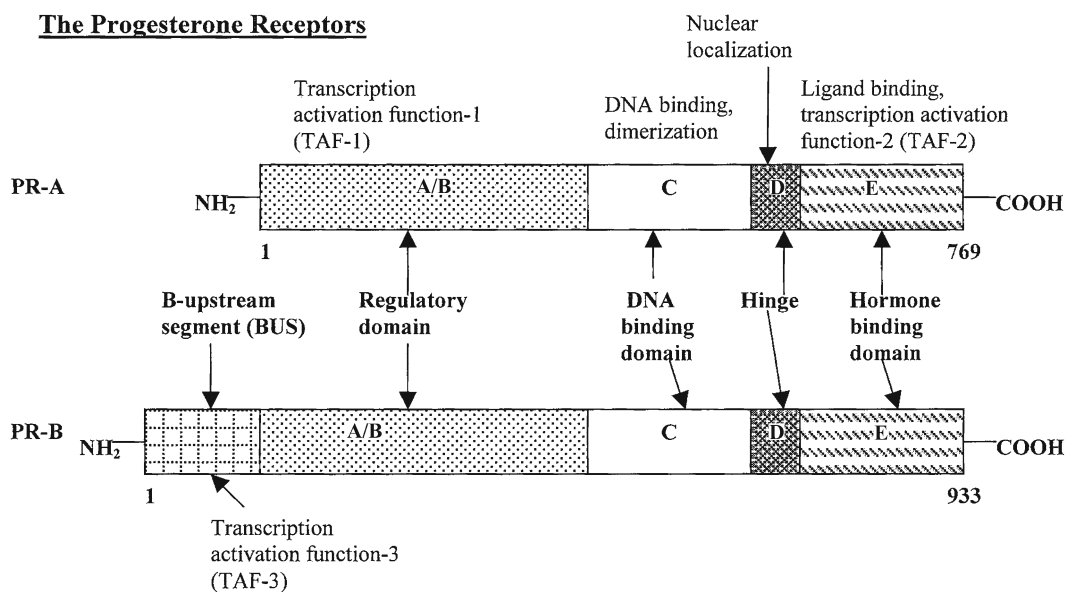 The Progesterone Receptors
Nuclear
localization
Transcription
activation function-1
(TAF-1)
DNA binding,
dimerization
Ligand binding,
transcription activation
function-2 (TAF-2)
PR-A
NH2
A/B
C
D
E
COOH
1
769
B-upstream
segment (BUS)
Regulatory
domain
DNA
binding
domain
Hinge
Hormone
binding
domain
PR-B
NH2
A/B
C
D
E
COOH
1
933
Transcription
activation function-3
(TAF-3)